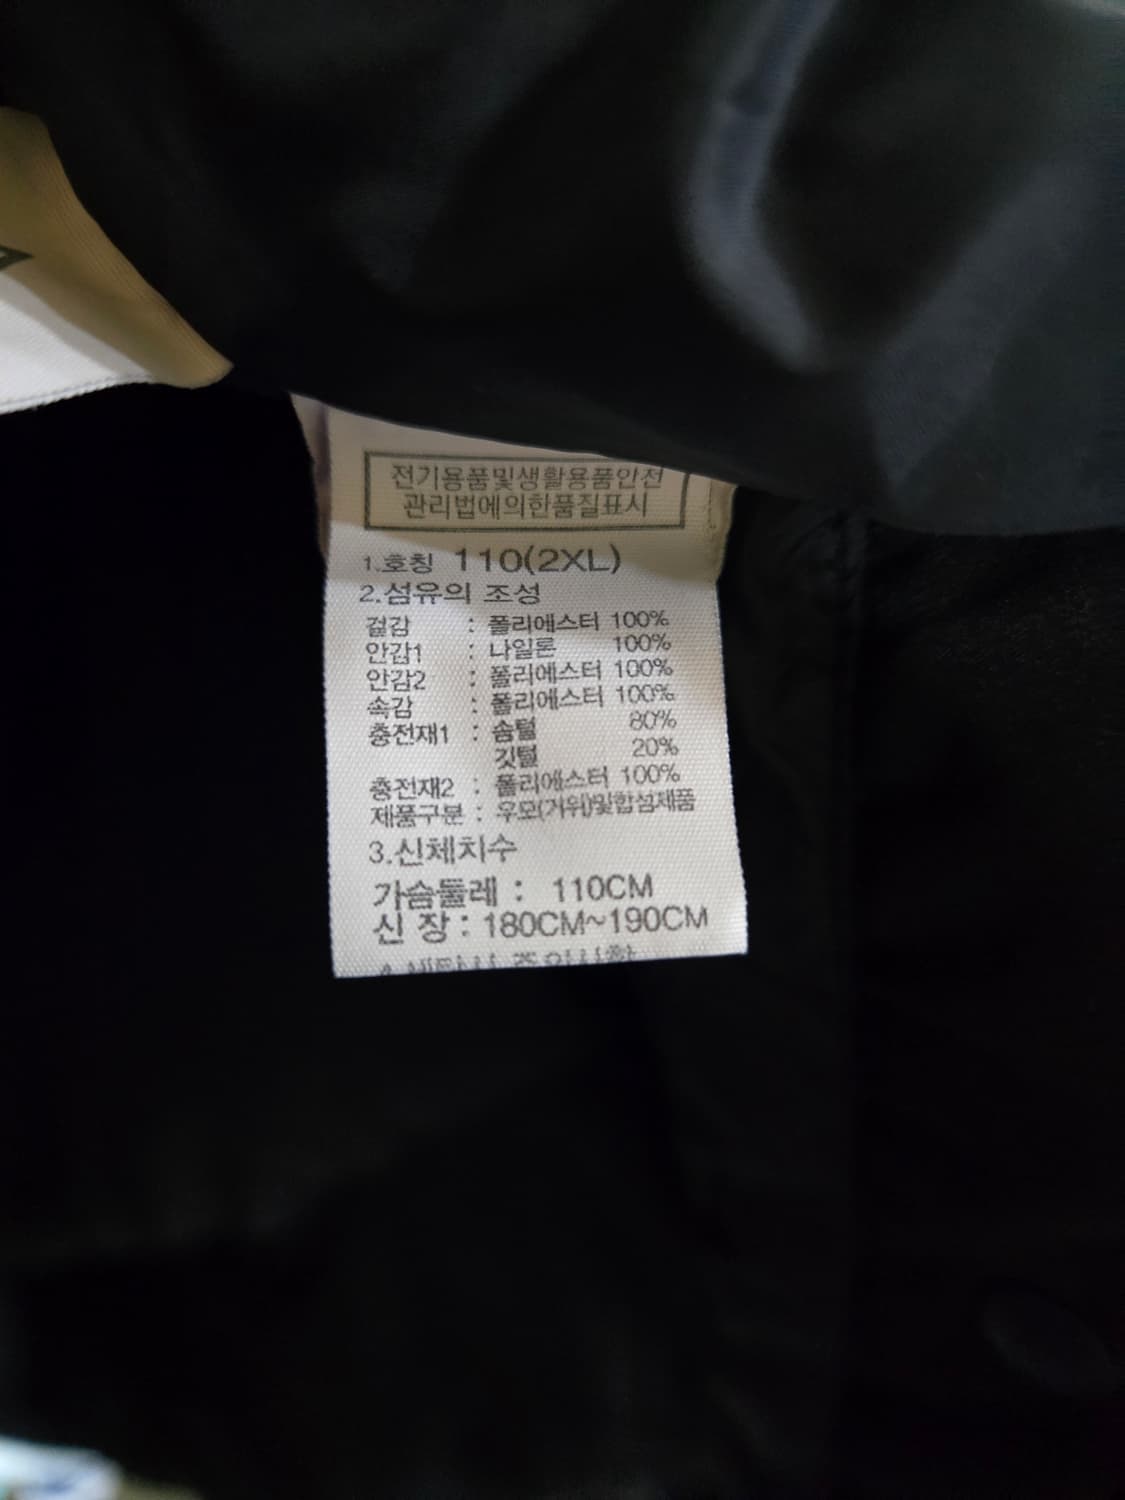 전기용품및생활용품안전
관리법에의한품질표시
1.호칭 110(2XL)
2.섬유의 조성
겉감 : 폴리에스터 100%
안감1 : 나일론 100%
안감2 : 폴리에스터 100%
속감 : 폴리에스터 100%
충전재1 : 솜털 80%
깃털 20%
충전재2 : 폴리에스터 100%
제품구분 : 우모(거위)및합섬제품
3.신체치수
가슴둘레 : 110CM
신 장 : 180CM~190CM